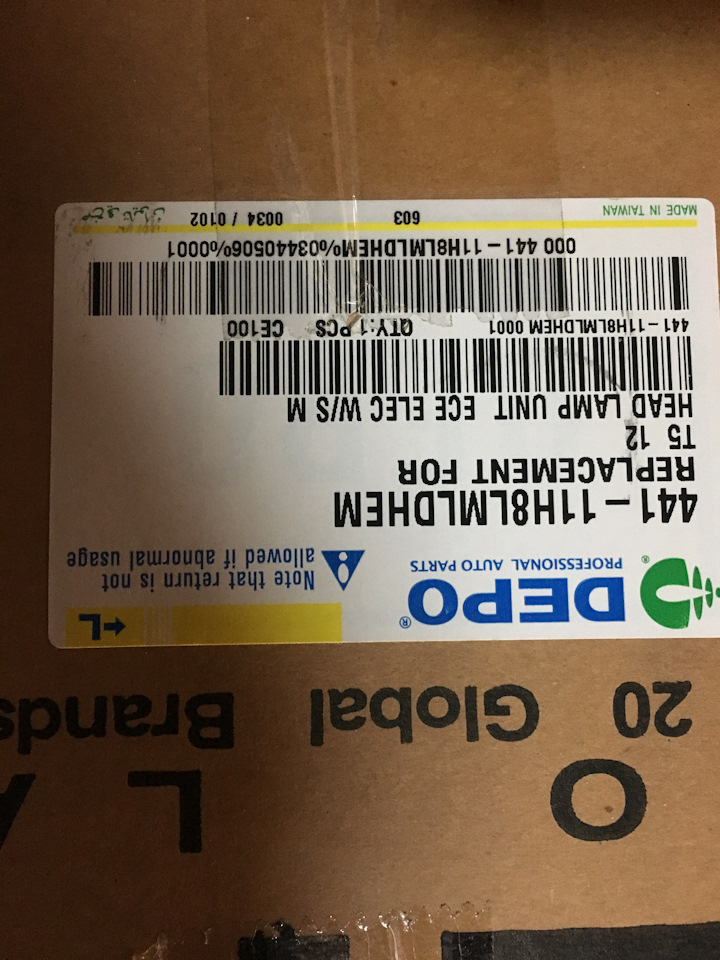 O L
20 Global Brands
DEPO®
PROFESSIONAL AUTO PARTS
←L
Note that return is not
allowed if abnormal usage
441-11H8LMLDHEM
REPLACEMENT FOR
T5 12
HEAD LAMP UNIT ECE ELEC W/S M
441-11H8LMLDHEM 0001 QTY:1 PCS CE100
000 441-11H8LMLDHEM%03440506%0001
MADE IN TAIWAN 603 0034 / 0102